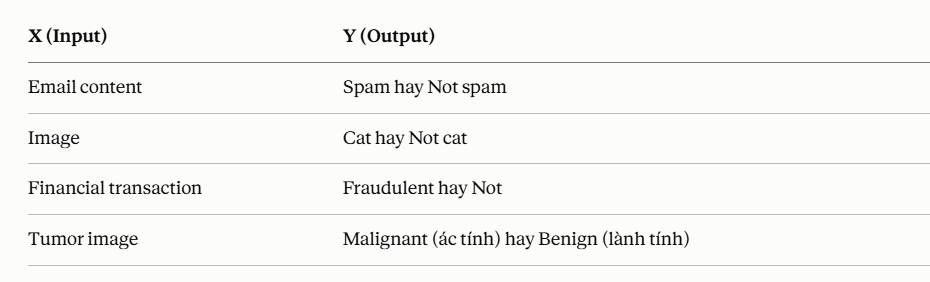 X (Input) Y (Output)
Email content Spam hay Not spam
Image Cat hay Not cat
Financial transaction Fraudulent hay Not
Tumor image Malignant (ác tính) hay Benign (lành tính)